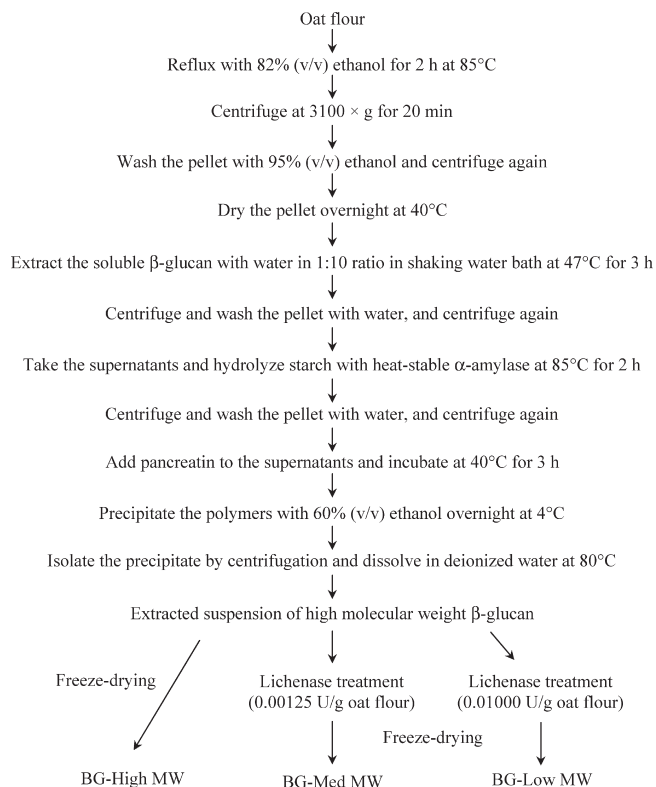 Oat flour
Reflux with 82% (v/v) ethanol for 2 h at 85°C
Centrifuge at 3100 × g for 20 min
Wash the pellet with 95% (v/v) ethanol and centrifuge again
Dry the pellet overnight at 40°C
Extract the soluble β-glucan with water in 1:10 ratio in shaking water bath at 47°C for 3 h
Centrifuge and wash the pellet with water, and centrifuge again
Take the supernatants and hydrolyze starch with heat-stable α-amylase at 85°C for 2 h
Centrifuge and wash the pellet with water, and centrifuge again
Add pancreatin to the supernatants and incubate at 40°C for 3 h
Precipitate the polymers with 60% (v/v) ethanol overnight at 4°C
Isolate the precipitate by centrifugation and dissolve in deionized water at 80°C
Extracted suspension of high molecular weight β-glucan
Freeze-drying
Lichenase treatment
(0.00125 U/g oat flour)
Lichenase treatment
(0.01000 U/g oat flour)
Freeze-drying
BG-High MW
BG-Med MW
BG-Low MW